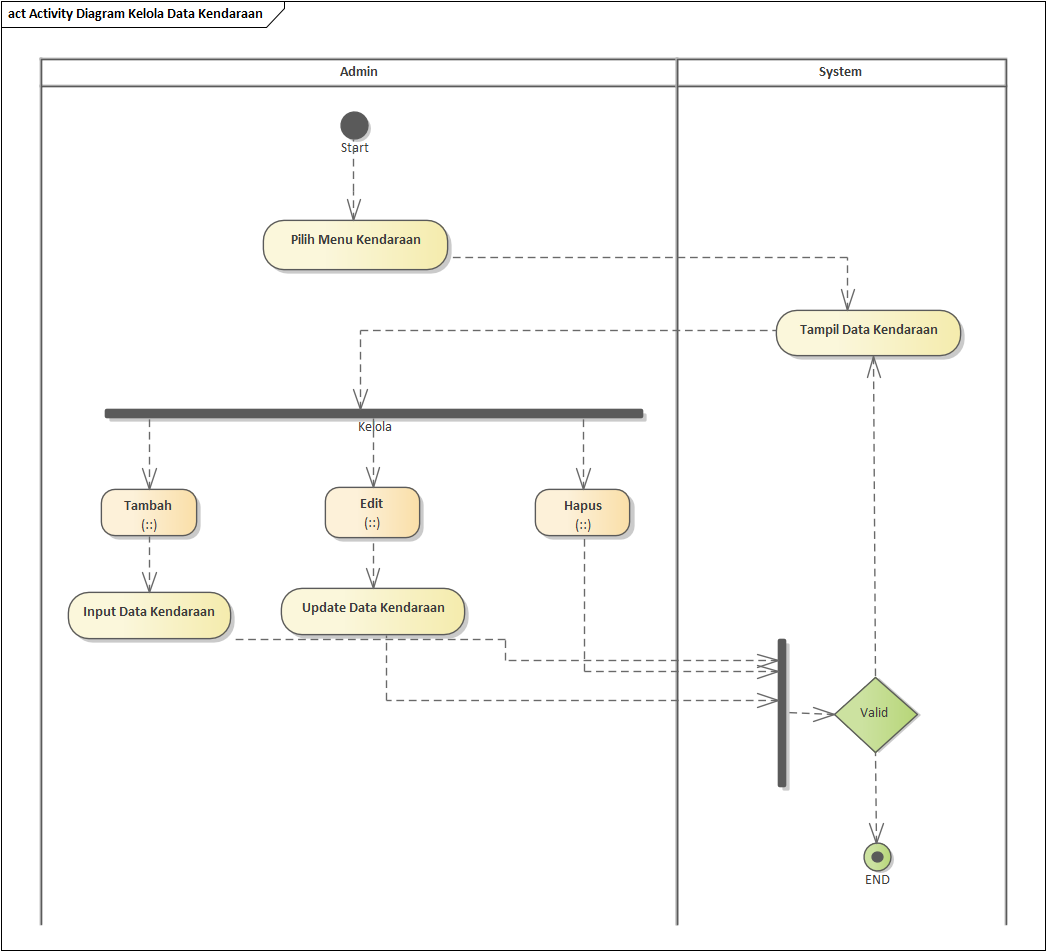 act Activity Diagram Kelola Data Kendaraan
Admin
System
Start
Pilih Menu Kendaraan
Tampil Data Kendaraan
Kelola
Tambah
(::)
Edit
(::)
Hapus
(::)
Input Data Kendaraan
Update Data Kendaraan
Valid
END